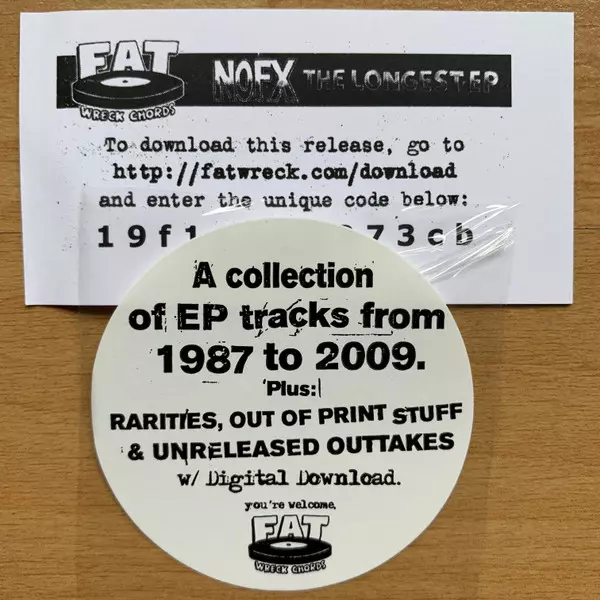 FAT
WRECK CHORDS
NOFX THE LONGEST EP
To download this release, go to
http://fatwreck.com/download
and enter the unique code below:
19f1 73cb
A collection
of EP tracks from
1987 to 2009.
Plus:
RARITIES, OUT OF PRINT STUFF
& UNRELEASED OUTTAKES
w/ Digital Download.
you're welcome,
FAT
WRECK CHORDS